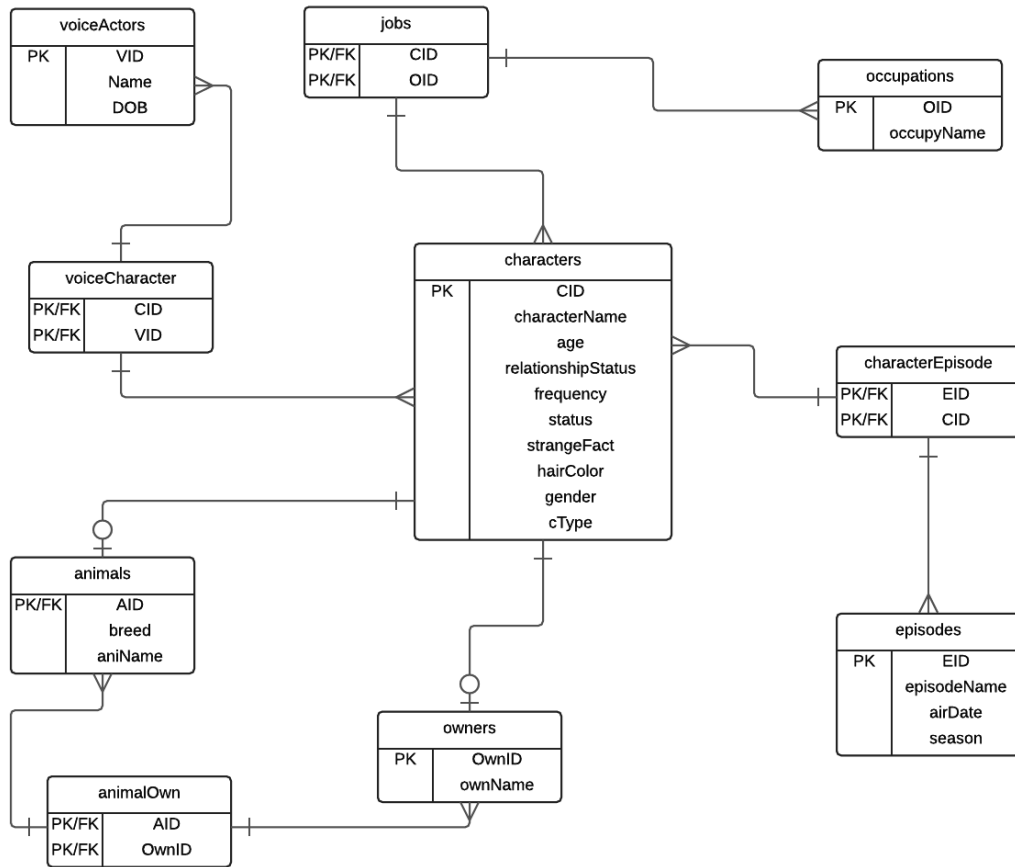 voiceActors
PK VID
Name
DOB
jobs
PK/FK CID
PK/FK OID
occupations
PK OID
occupyName
voiceCharacter
PK/FK CID
PK/FK VID
characters
PK CID
characterName
age
relationshipStatus
frequency
status
strangeFact
hairColor
gender
cType
characterEpisode
PK/FK EID
PK/FK CID
animals
PK/FK AID
breed
aniName
episodes
PK EID
episodeName
airDate
season
owners
PK OwnID
ownName
animalOwn
PK/FK AID
PK/FK OwnID